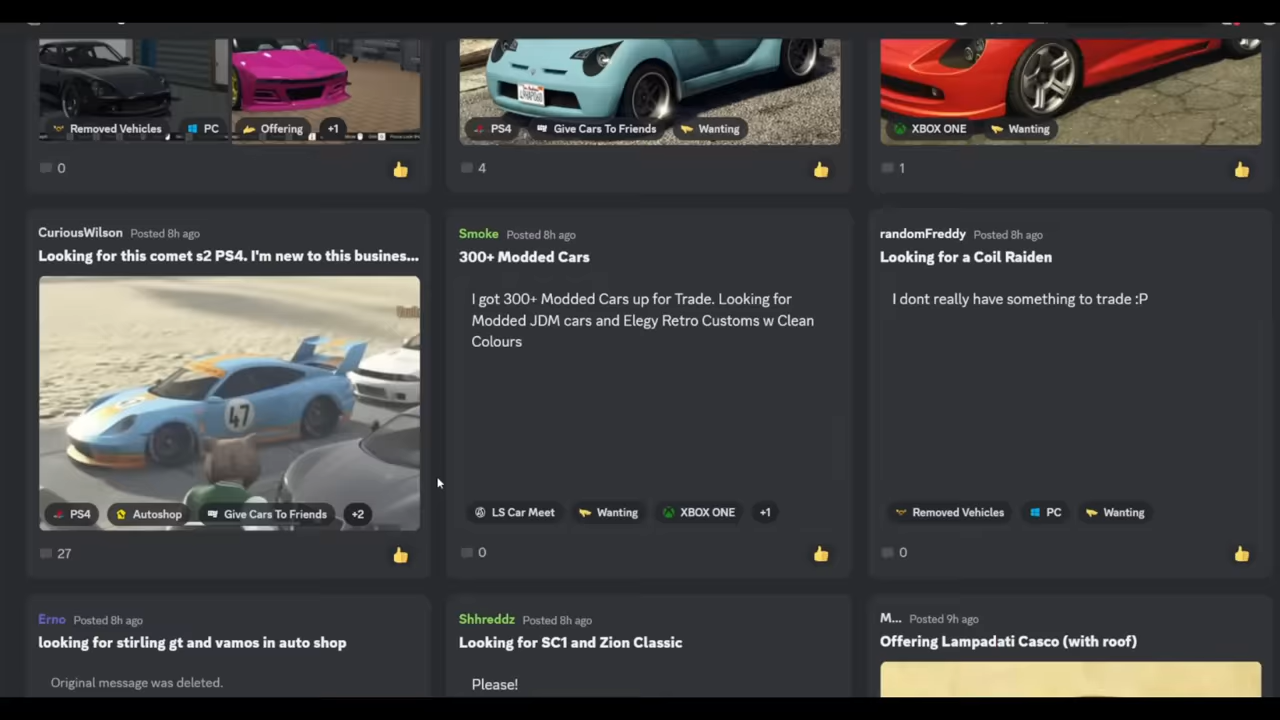 Removed Vehicles PC Offering +1
PS4 Give Cars To Friends Wanting
XBOX ONE Wanting
0
4
1
CuriousWilson Posted 8h ago
Looking for this comet s2 PS4. I'm new to this busines...
47
PS4 Autoshop Give Cars To Friends +2
27
Smoke Posted 8h ago
300+ Modded Cars
I got 300+ Modded Cars up for Trade. Looking for
Modded JDM cars and Elegy Retro Customs w Clean
Colours
LS Car Meet Wanting XBOX ONE +1
0
randomFreddy Posted 8h ago
Looking for a Coil Raiden
I dont really have something to trade :P
Removed Vehicles PC Wanting
0
Erno Posted 8h ago
looking for stirling gt and vamos in auto shop
Original message was deleted.
Shhreddz Posted 8h ago
Looking for SC1 and Zion Classic
Please!
M... Posted 9h ago
Offering Lampadati Casco (with roof)